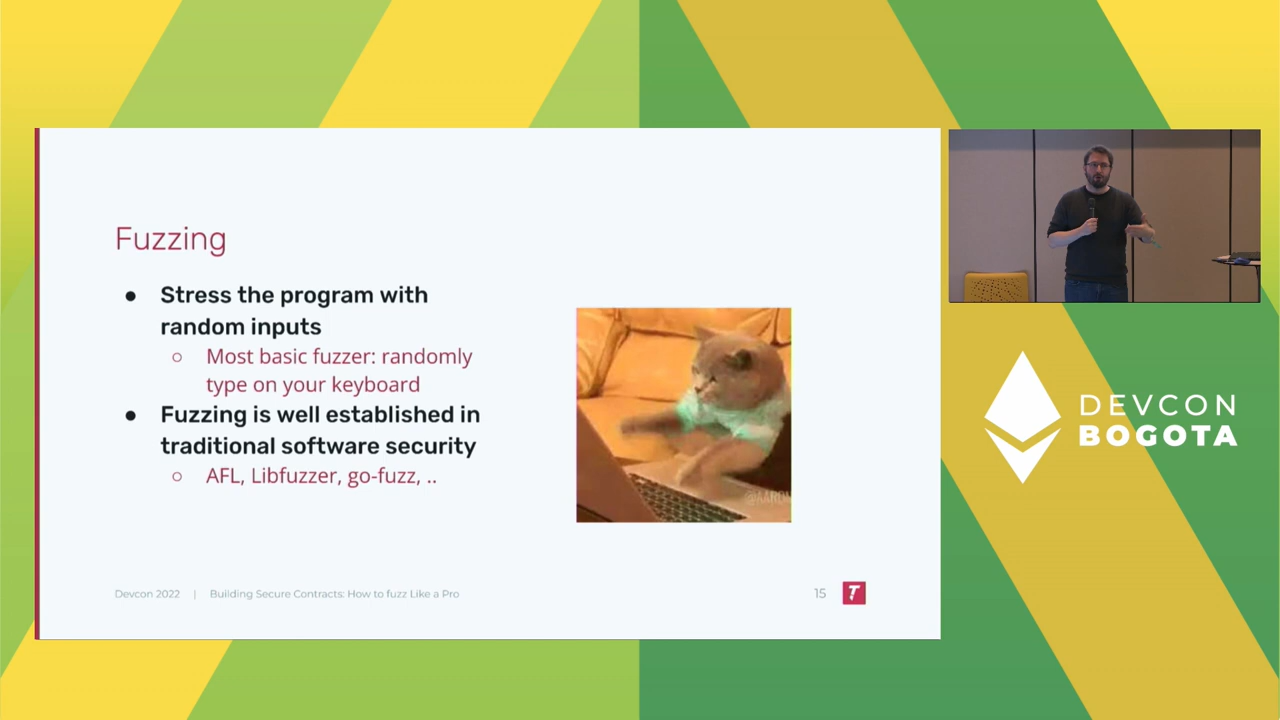 Fuzzing
● Stress the program with
random inputs
○ Most basic fuzzer: randomly
type on your keyboard
● Fuzzing is well established in
traditional software security
○ AFL, Libfuzzer, go-fuzz, ..
Devcon 2022 | Building Secure Contracts: How to fuzz Like a Pro
15
DEVCON
BOGOTA